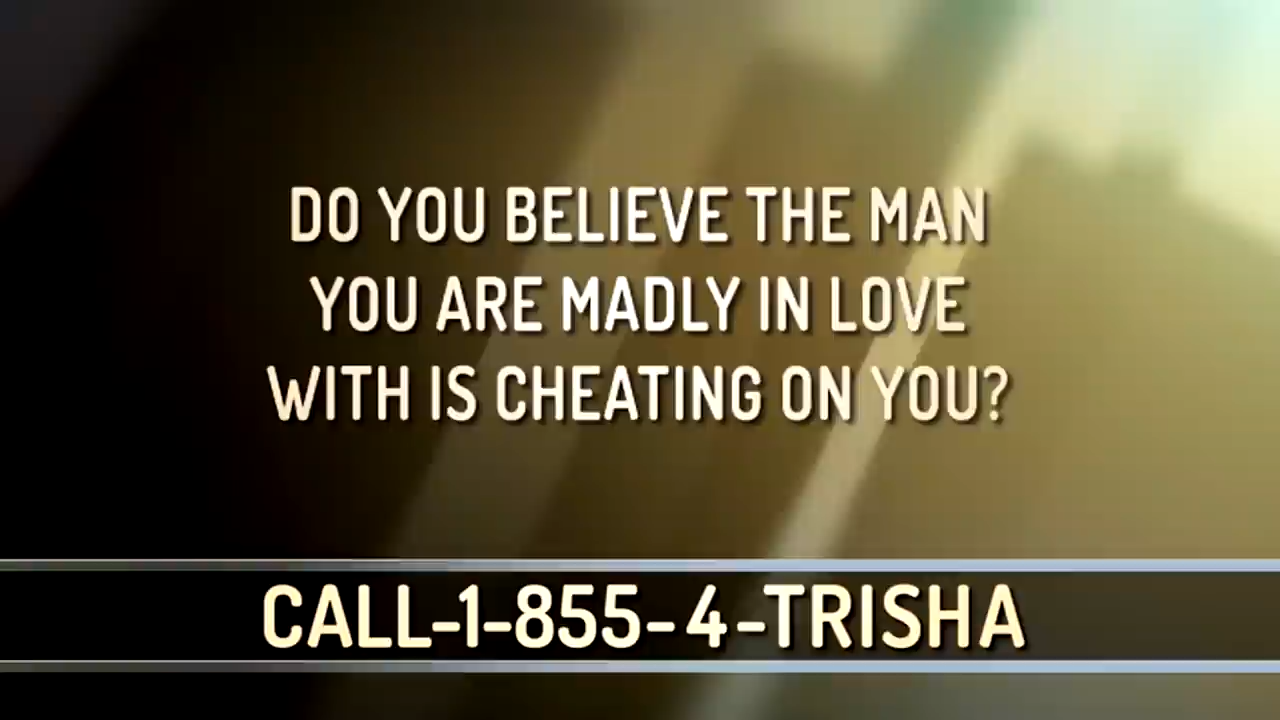 DO YOU BELIEVE THE MAN
YOU ARE MADLY IN LOVE
WITH IS CHEATING ON YOU?
CALL-1-855-4-TRISHA